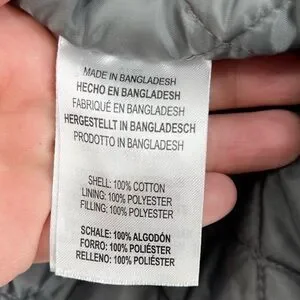 MADE IN BANGLADESH
HECHO EN BANGLADESH
FABRIQUÉ EN BANGLADESH
HERGESTELLT IN BANGLADESCH
PRODOTTO IN BANGLADESH
SHELL: 100% COTTON
LINING: 100% POLYESTER
FILLING: 100% POLYESTER
SCHALE: 100% ALGODÓN
FORRO: 100% POLIÉSTER
RELLENO: 100% POLIÉSTER